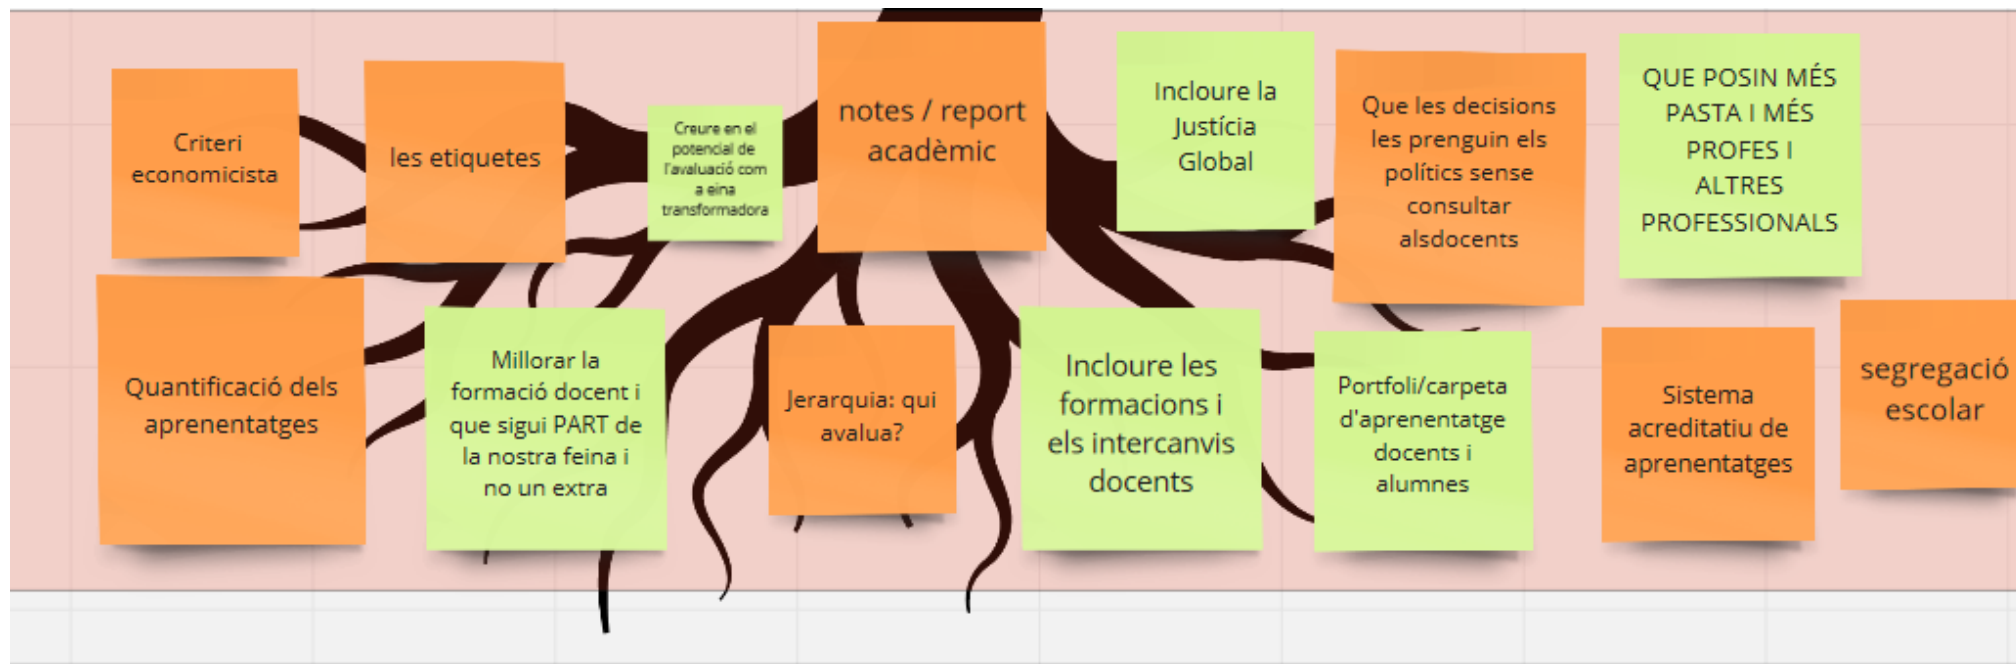 Criteri
economicista
les etiquetes
Creure en el
potencial de
l'avaluació com
a eina
transformadora
notes / report
acadèmic
Incloure la
Justícia
Global
Que les decisions
les prenguin els
polítics sense
consultar
alsdocents
QUE POSIN MÉS
PASTA I MÉS
PROFES I
ALTRES
PROFESSIONALS
Quantificació dels
aprenentatges
Millorar la
formació docent i
que sigui PART de
la nostra feina i
no un extra
Jerarquia: qui
avalua?
Incloure les
formacions i
els intercanvis
docents
Portfoli/carpeta
d'aprenentatge
docents i
alumnes
Sistema
acreditatiu de
aprenentatges
segregació
escolar